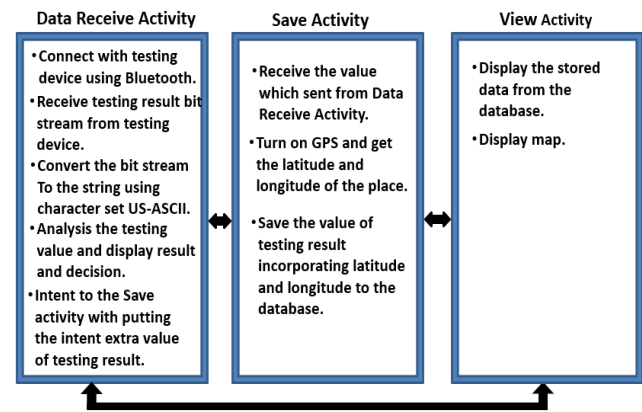 Data Receive Activity
• Connect with testing
device using Bluetooth.
• Receive testing result bit
stream from testing
device.
• Convert the bit stream
To the string using
character set US-ASCII.
• Analysis the testing
value and display result
and decision.
• Intent to the Save
activity with putting
the intent extra value
of testing result.
Save Activity
• Receive the value
which sent from Data
Receive Activity.
• Turn on GPS and get
the latitude and
longitude of the place.
• Save the value of
testing result
incorporating latitude
and longitude to the
database.
View Activity
• Display the stored
data from the
database.
• Display map.